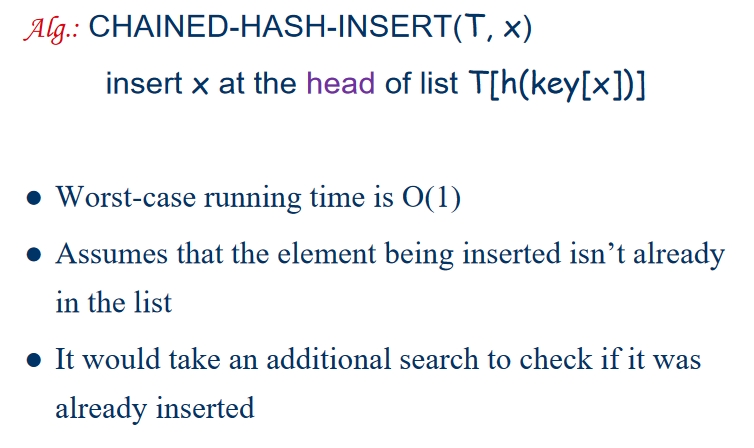 Alg.: CHAINED-HASH-INSERT(T, x)
insert x at the head of list T[h(key[x])]
● Worst-case running time is O(1)
● Assumes that the element being inserted isn’t already
in the list
● It would take an additional search to check if it was
already inserted